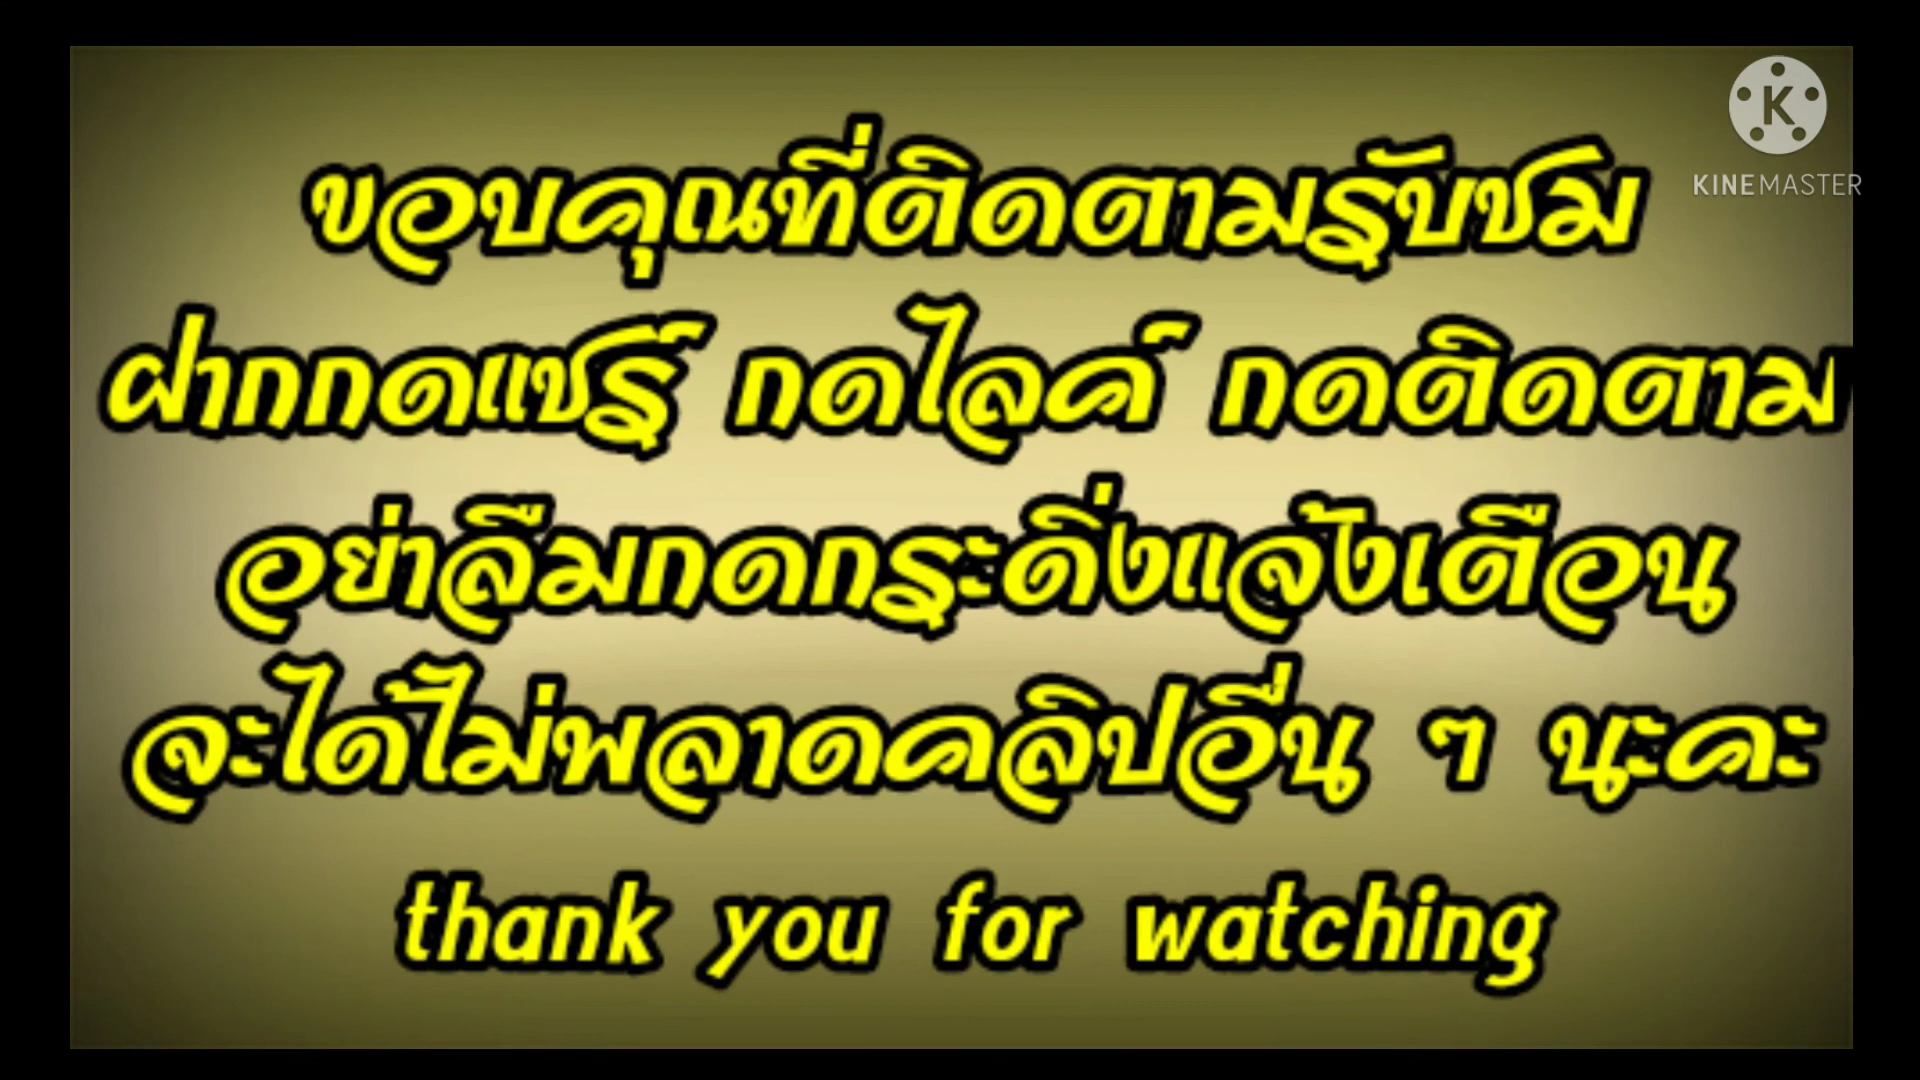 ขอบคุณที่ติดตามรับชม
ฝากกดแชร์ กดไลค์ กดติดตาม
อย่าลืมกดกระดิ่งแจ้งเตือน
จะได้ไม่พลาดคลิปอื่น ๆ นะคะ
thank you for watching
K
KINEMASTER